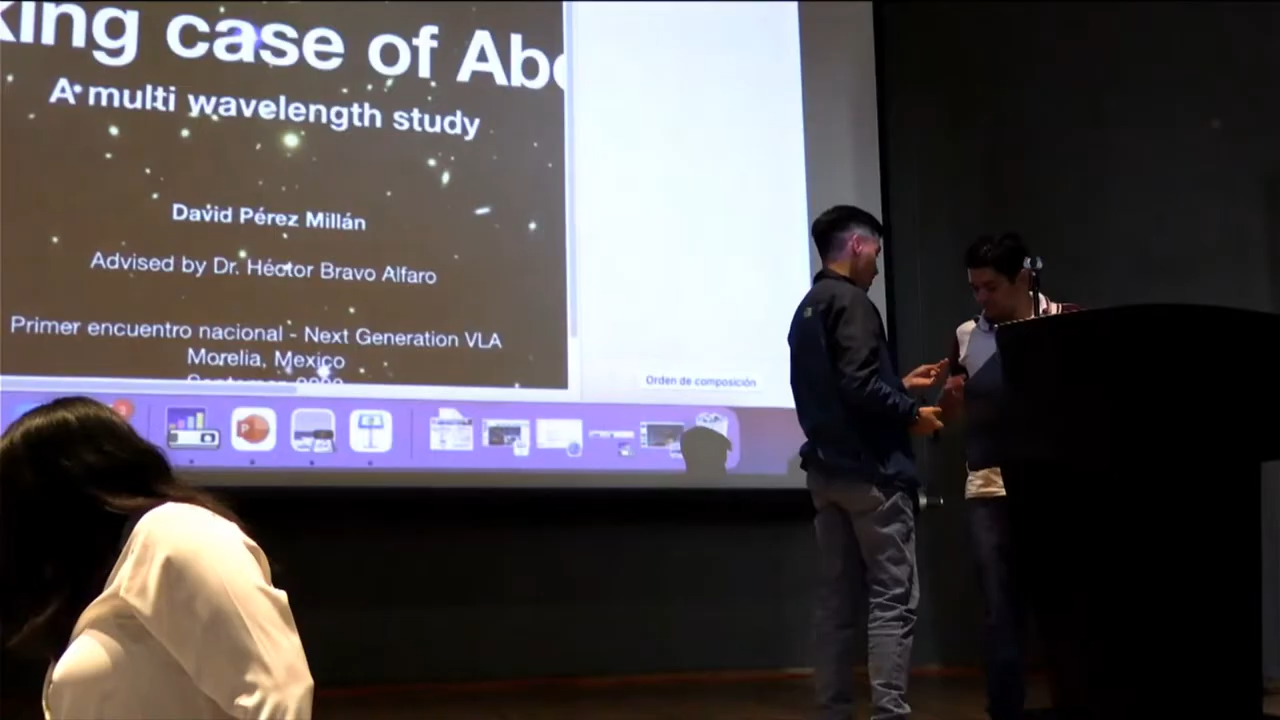 king case of Abe
A multi wavelength study
David Pérez Millán
Advised by Dr. Héctor Bravo Alfaro
Primer encuentro nacional - Next Generation VLA
Morelia, Mexico
Orden de composición
P